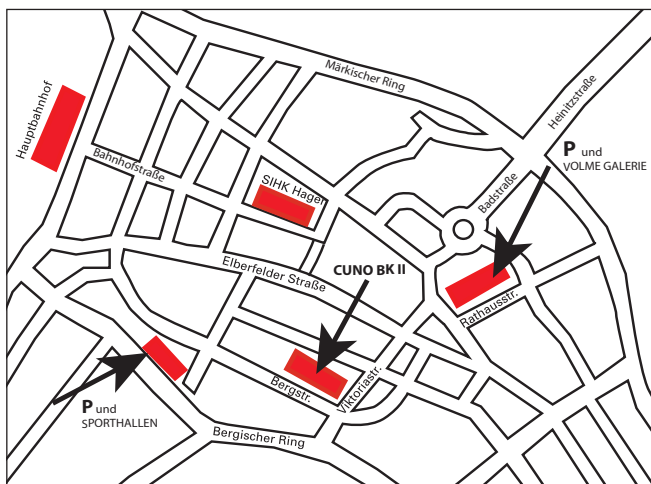 Märkischer Ring
Heinitzstraße
Hauptbahnhof
P und
VOLME GALERIE
Bahnhofstraße
SIHK Hagen
Badstraße
Elberfelder Straße
CUNO BK II
Rathausstr.
Bergstr.
Viktoriastr.
P und
SPORTHALLEN
Bergischer Ring